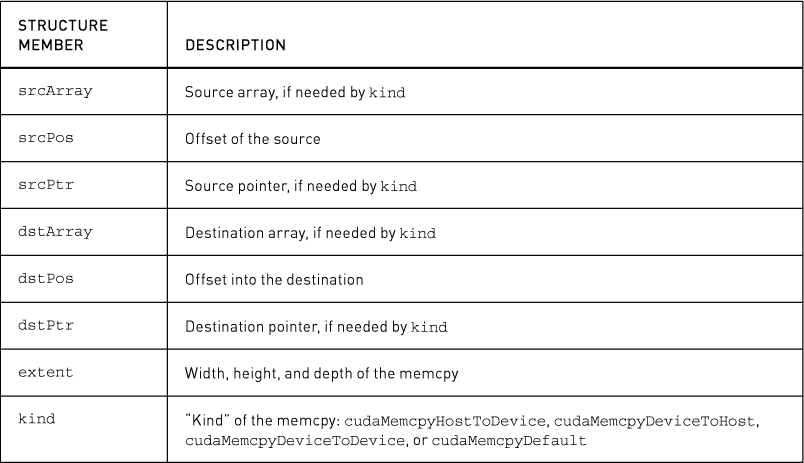 STRUCTURE
MEMBER DESCRIPTION
srcArray Source array, if needed by kind
srcPos Offset of the source
srcPtr Source pointer, if needed by kind
dstArray Destination array, if needed by kind
dstPos Offset into the destination
dstPtr Destination pointer, if needed by kind
extent Width, height, and depth of the memcpy
kind “Kind” of the memcpy: cudaMemcpyHostToDevice, cudaMemcpyDeviceToHost,
cudaMemcpyDeviceToDevice, or cudaMemcpyDefault